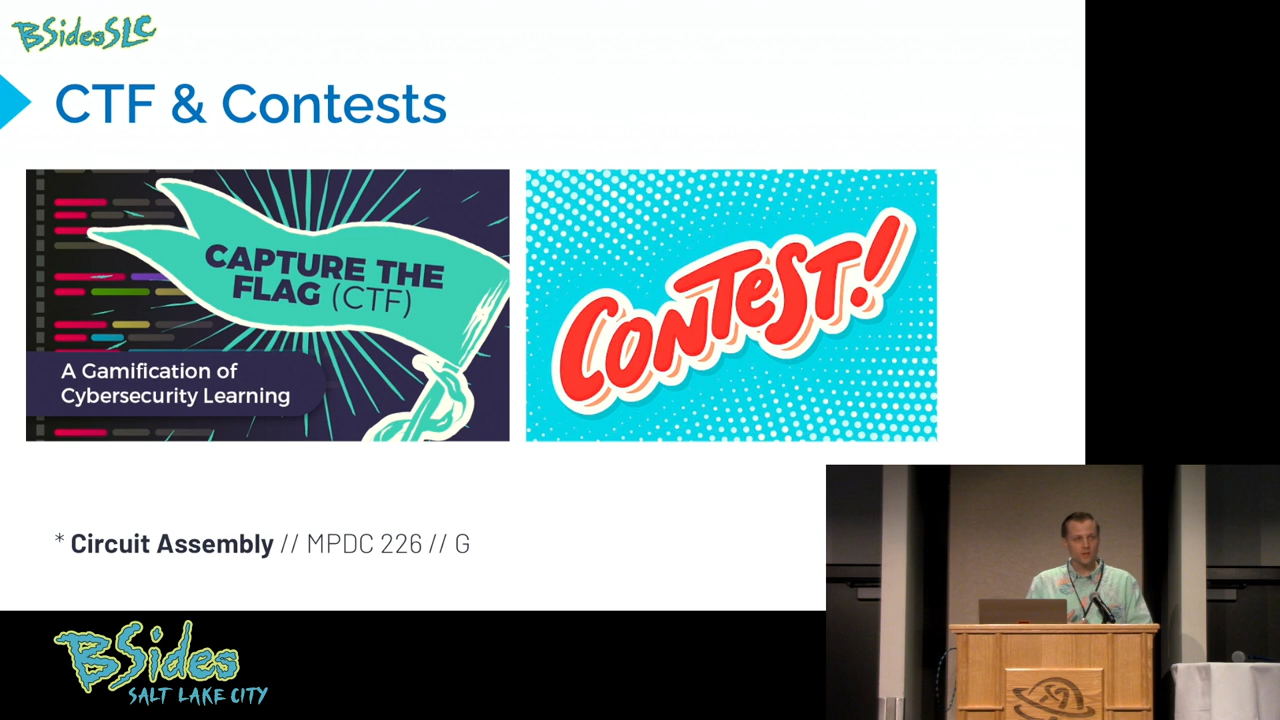 BSidesSLC
CTF & Contests
CAPTURE THE
FLAG (CTF)
A Gamification of
Cybersecurity Learning
CONTEST!
* Circuit Assembly // MPDC 226 // G
BSides
SALT LAKE CITY